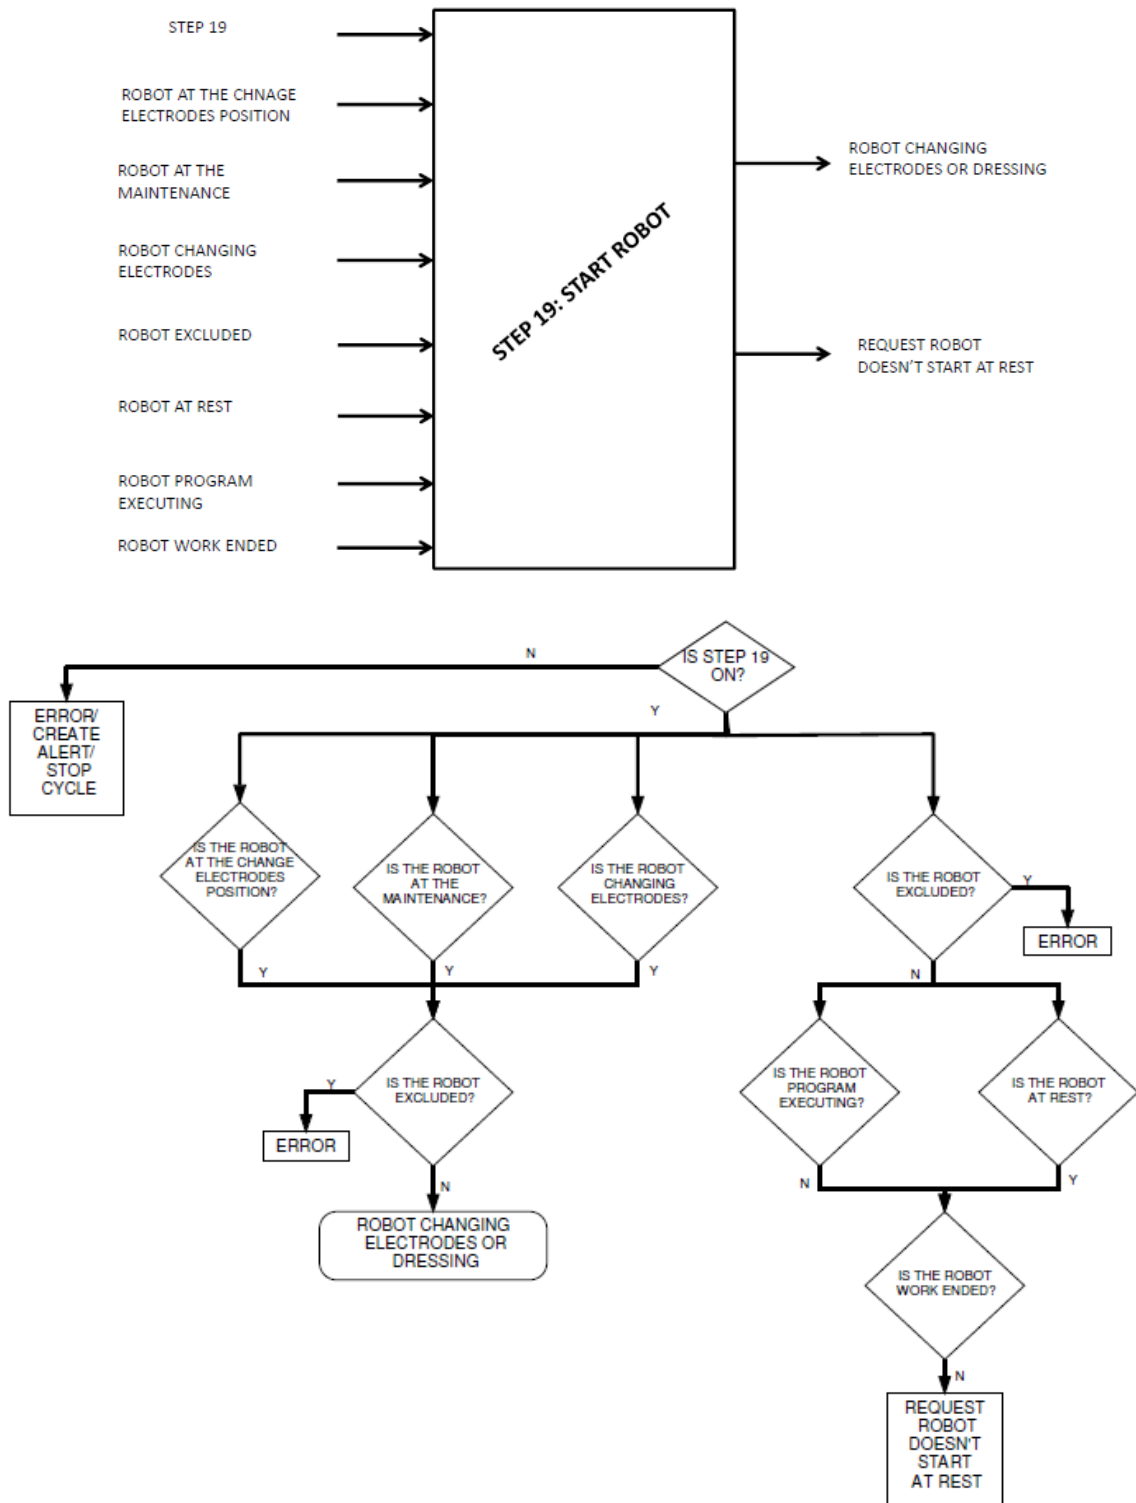 STEP 19
ROBOT AT THE CHNAGE
ELECTRODES POSITION
ROBOT AT THE
MAINTENANCE
ROBOT CHANGING
ELECTRODES
ROBOT EXCLUDED
ROBOT AT REST
ROBOT PROGRAM
EXECUTING
ROBOT WORK ENDED
STEP 19: START ROBOT
ROBOT CHANGING
ELECTRODES OR DRESSING
REQUEST ROBOT
DOESN'T START AT REST
IS STEP 19
ON?
N
Y
ERROR/
CREATE
ALERT/
STOP
CYCLE
IS THE ROBOT
AT THE CHANGE
ELECTRODES
POSITION?
Y
IS THE ROBOT
AT THE
MAINTENANCE?
Y
IS THE ROBOT
CHANGING
ELECTRODES?
Y
IS THE ROBOT
EXCLUDED?
Y
ERROR
N
IS THE ROBOT
EXCLUDED?
Y
ERROR
N
ROBOT CHANGING
ELECTRODES OR
DRESSING
IS THE ROBOT
PROGRAM
EXECUTING?
N
IS THE ROBOT
AT REST?
Y
IS THE ROBOT
WORK ENDED?
N
REQUEST
ROBOT
DOESN'T
START
AT REST